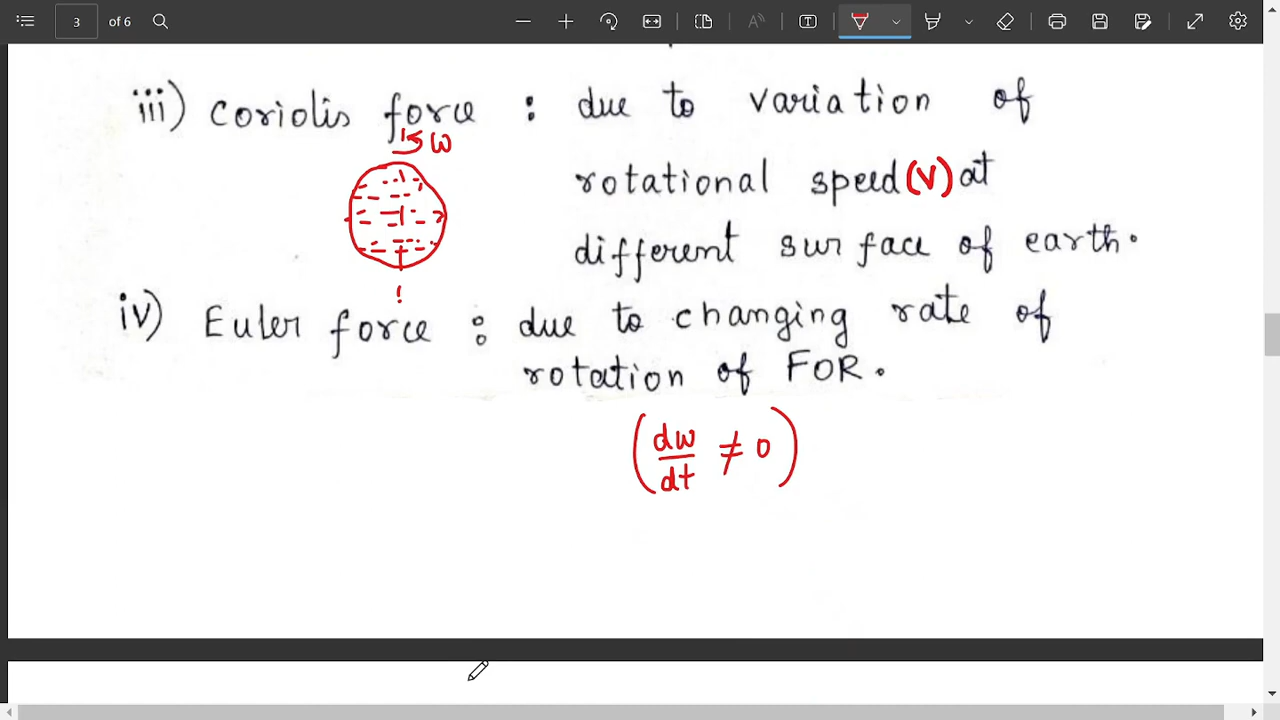 3 of 6
iii) Coriolis force : due to variation of
ω
rotational speed (v) at
different surface of earth.
iv) Euler force : due to changing rate of
rotation of FOR.
(dω/dt ≠ 0)